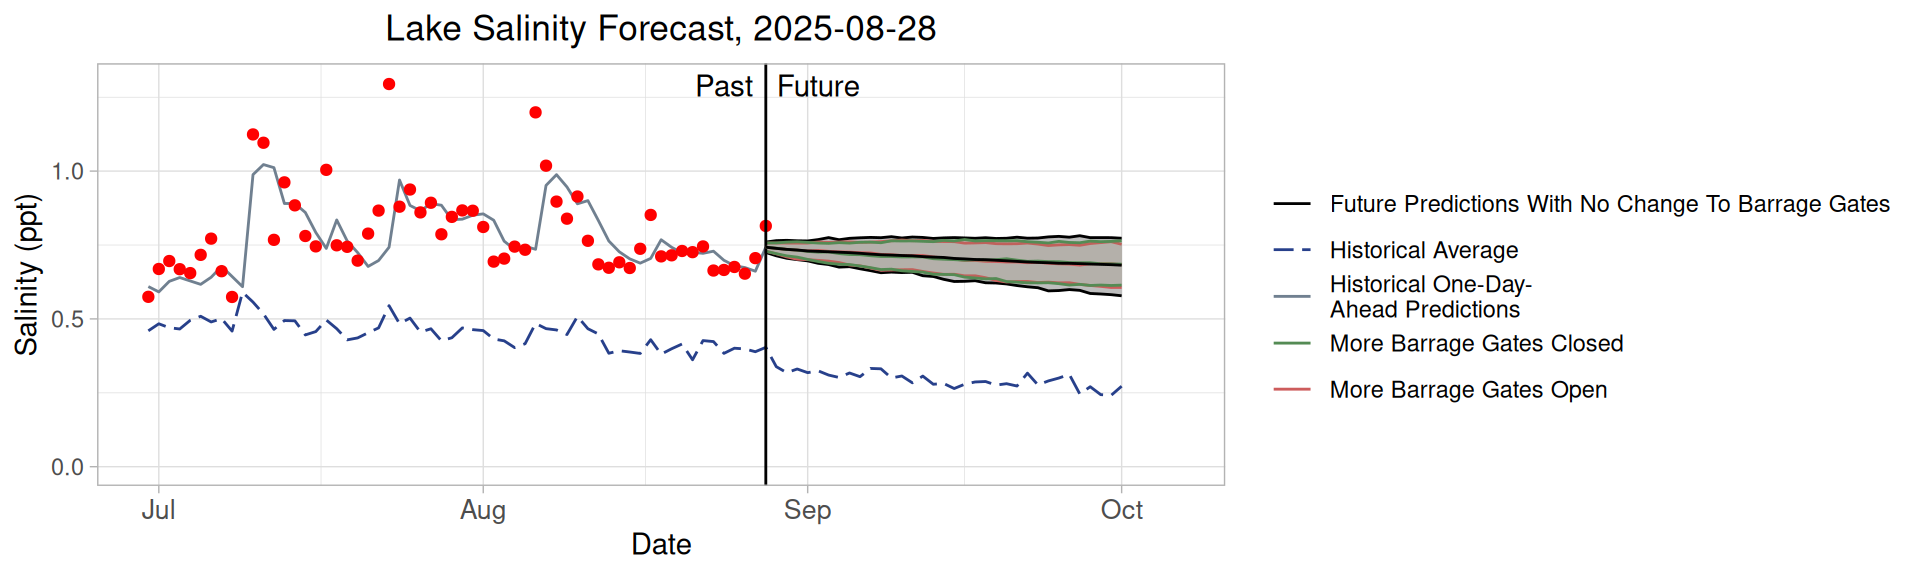 Lake Salinity Forecast, 2025-08-28
Past
Future
1.0
0.5
0.0
Salinity (ppt)
Jul
Aug
Sep
Oct
Date
Future Predictions With No Change To Barrage Gates
Historical Average
Historical One-Day-
Ahead Predictions
More Barrage Gates Closed
More Barrage Gates Open